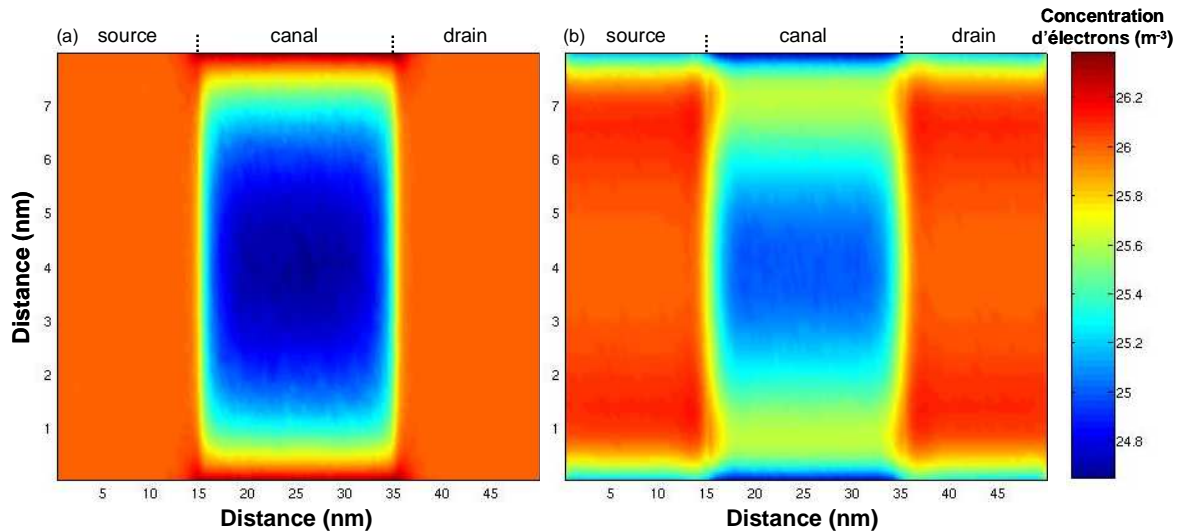 Concentration
d'électrons (m-³)
(a) source canal drain
(b) source canal drain
Distance (nm)
7
6
5
4
3
2
1
5 10 15 20 25 30 35 40 45
Distance (nm)
7
6
5
4
3
2
1
5 10 15 20 25 30 35 40 45
Distance (nm)
26.2
26
25.8
25.6
25.4
25.2
25
24.8